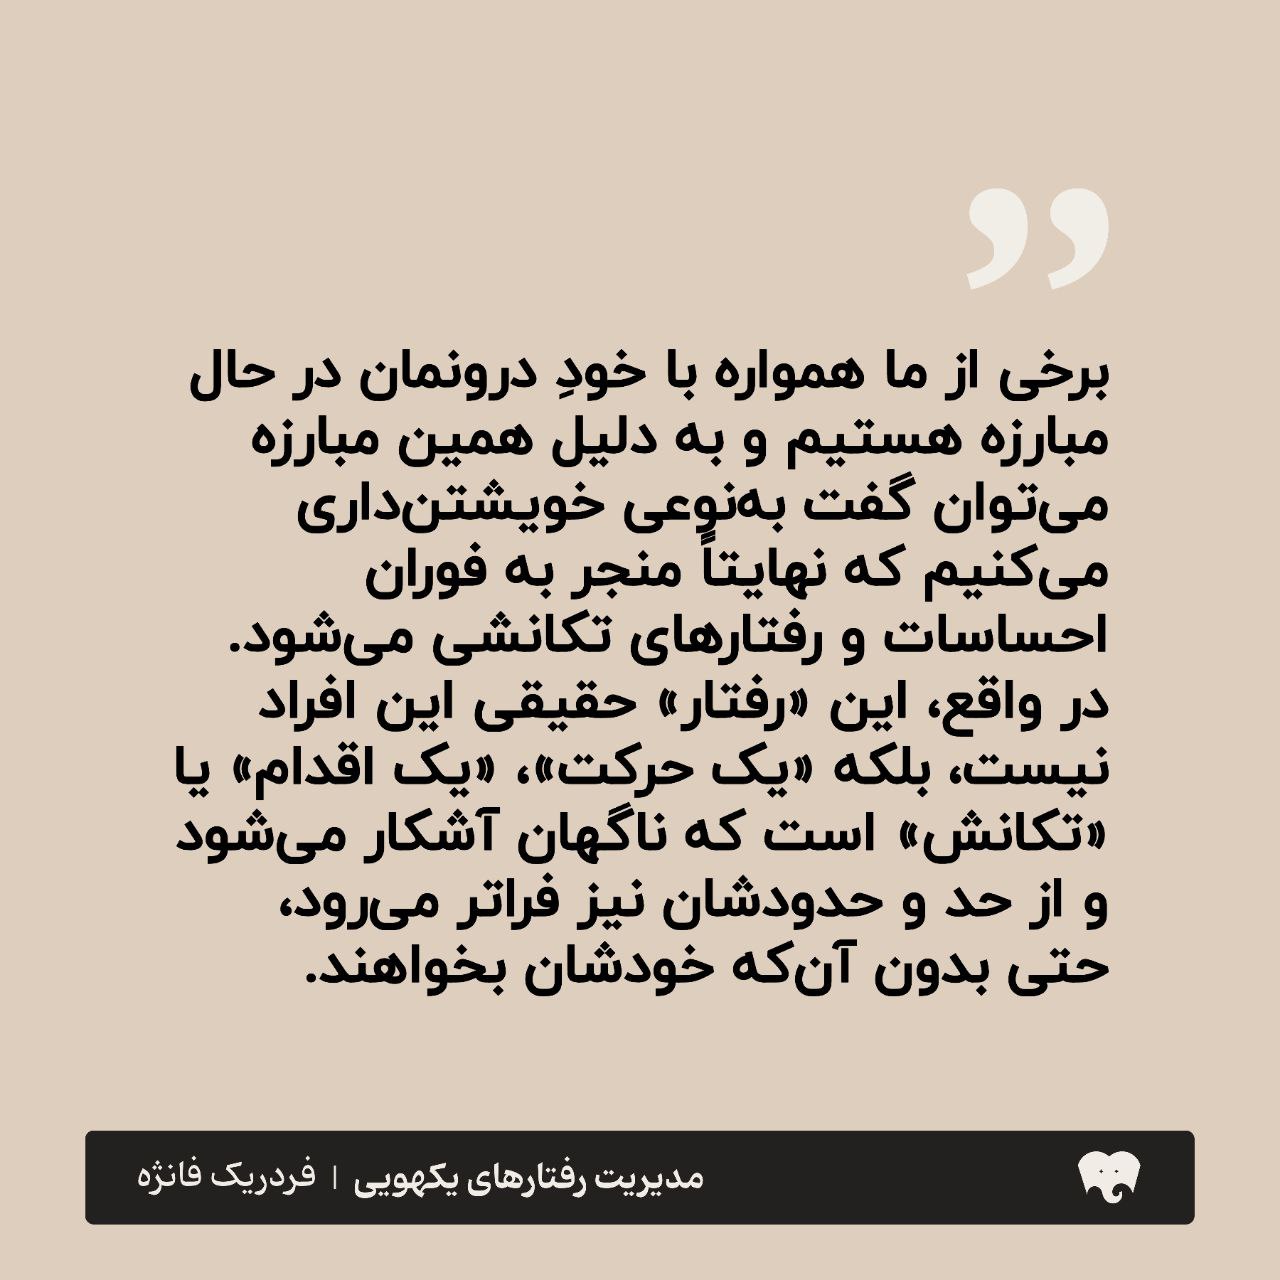 برخی از ما همواره با خودِ درونمان در حال
مبارزه هستیم و به دلیل همین مبارزه
می‌توان گفت به‌نوعی خویشتن‌داری
می‌کنیم که نهایتاً منجر به فوران
احساسات و رفتارهای تکانشی می‌شود.
در واقع، این «رفتار» حقیقی این افراد
نیست، بلکه «یک حرکت»، «یک اقدام» یا
«تکانش» است که ناگهان آشکار می‌شود
و از حد و حدودشان نیز فراتر می‌رود،
حتی بدون آن‌که خودشان بخواهند.
مدیریت رفتارهای یکهویی | فردریک فانژه